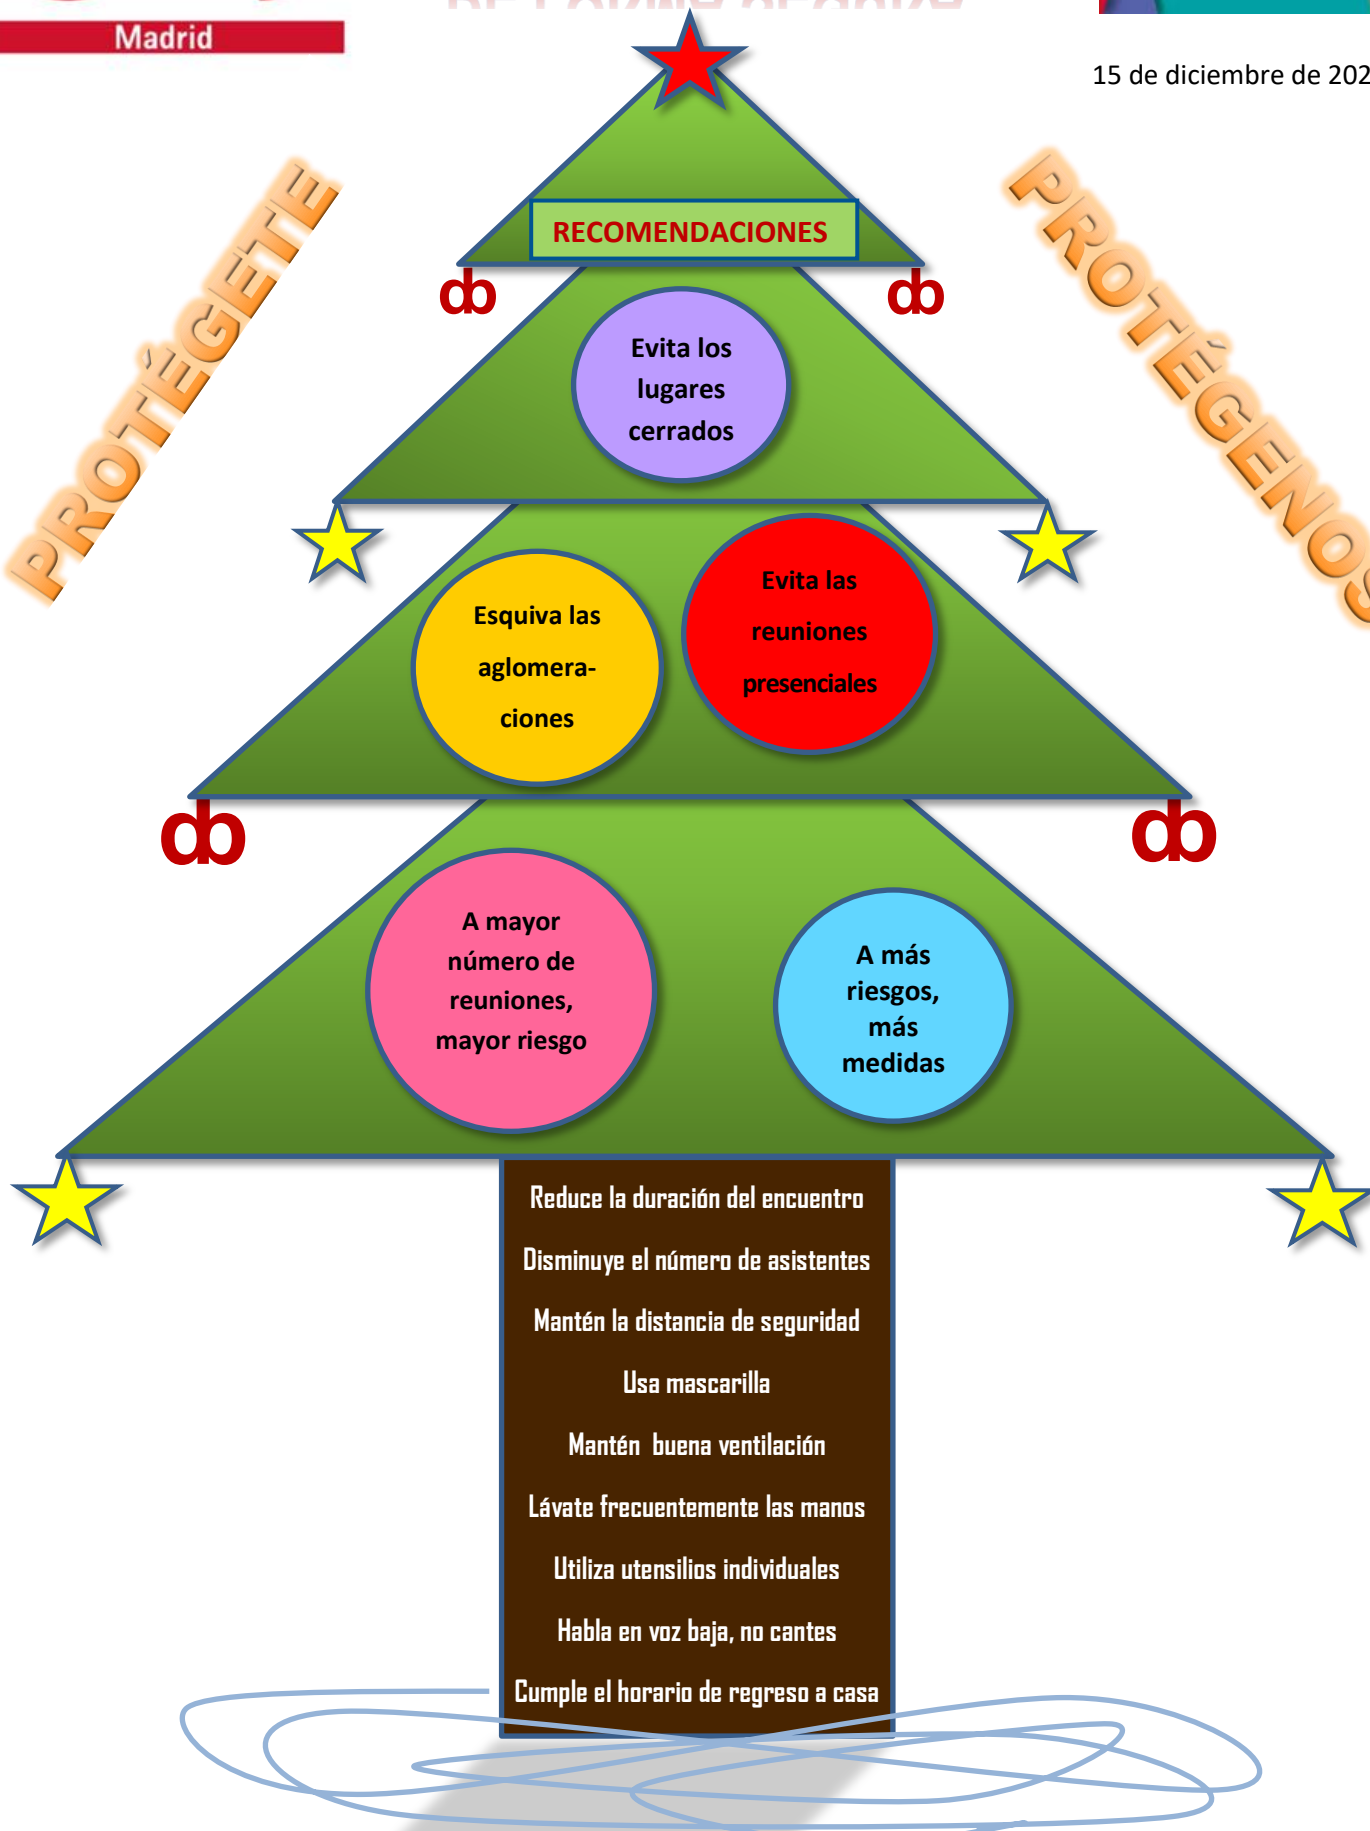 Madrid
15 de diciembre de 202
PROTÉGETE
PROTÉGENOS
RECOMENDACIONES
Evita los
lugares
cerrados
Esquiva las
aglomera-
ciones
Evita las
reuniones
presenciales
A mayor
número de
reuniones,
mayor riesgo
A más
riesgos,
más
medidas
Reduce la duración del encuentro
Disminuye el número de asistentes
Mantén la distancia de seguridad
Usa mascarilla
Mantén buena ventilación
Lávate frecuentemente las manos
Utiliza utensilios individuales
Habla en voz baja, no cantes
Cumple el horario de regreso a casa